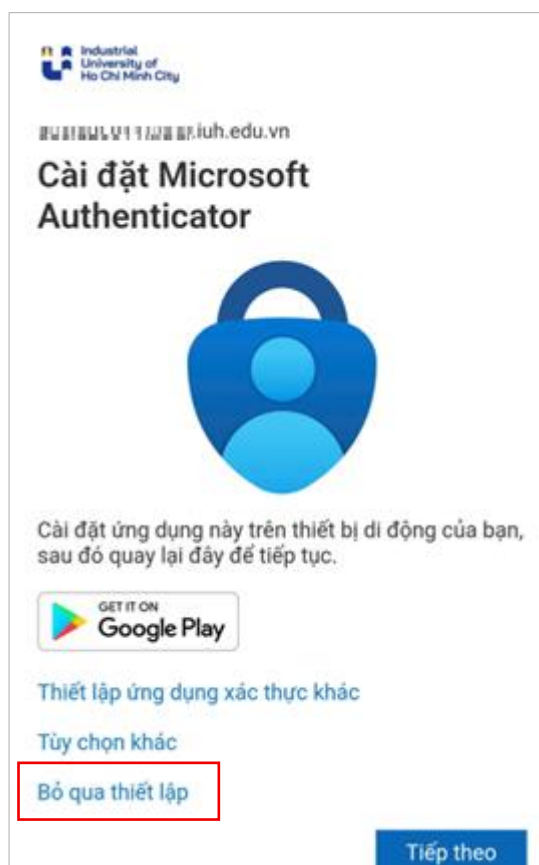 Industrial
University of
Ho Chi Minh City
.iuh.edu.vn
Cài đặt Microsoft
Authenticator
Cài đặt ứng dụng này trên thiết bị di động của bạn,
sau đó quay lại đây để tiếp tục.
GET IT ON
Google Play
Thiết lập ứng dụng xác thực khác
Tùy chọn khác
Bỏ qua thiết lập
Tiếp theo